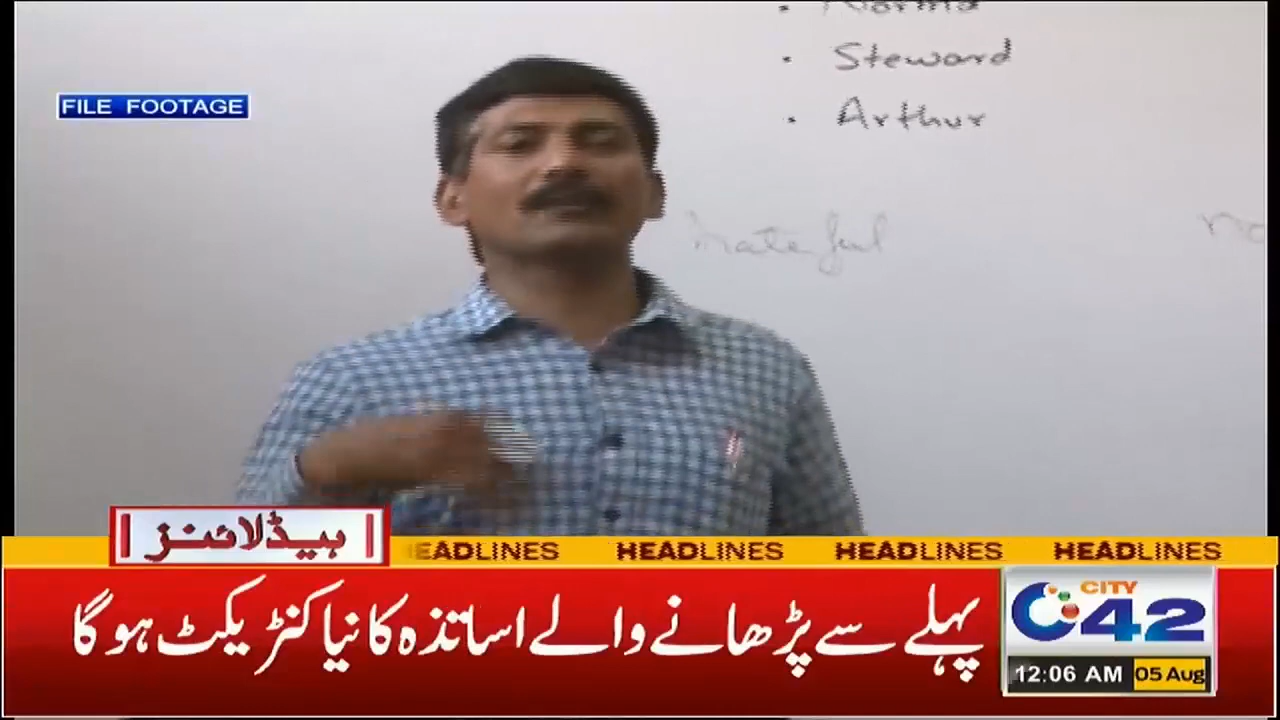 Steward
Arthur
FILE FOOTAGE
hateful
ہیڈلائنز
HEADLINES HEADLINES HEADLINES
پہلے سے پڑھانے والے اساتذہ کا نیا کنٹریکٹ ہوگا
CITY
42
12:06 AM 05 Aug